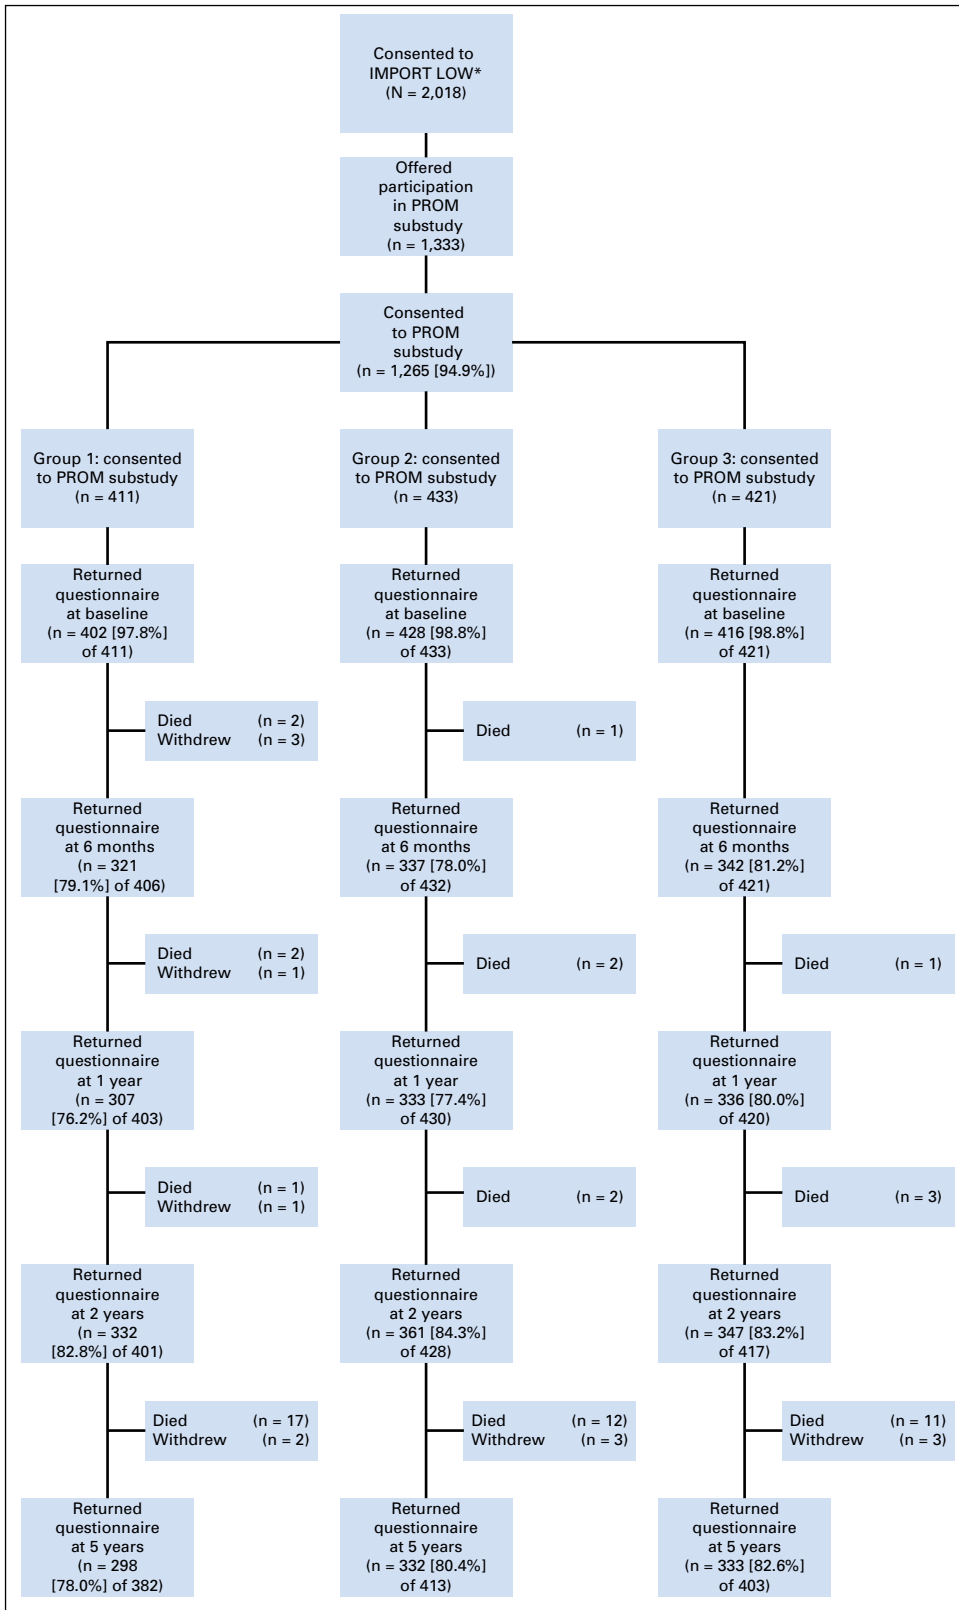 Consented to
IMPORT LOW*
(N = 2,018)
Offered
participation
in PROM
substudy
(n = 1,333)
Consented
to PROM
substudy
(n = 1,265 [94.9%])
Group 1: consented
to PROM substudy
(n = 411)
Group 2: consented
to PROM substudy
(n = 433)
Group 3: consented
to PROM substudy
(n = 421)
Returned
questionnaire
at baseline
(n = 402 [97.8%]
of 411)
Returned
questionnaire
at baseline
(n = 428 [98.8%]
of 433)
Returned
questionnaire
at baseline
(n = 416 [98.8%]
of 421)
Died (n = 2)
Withdrew (n = 3)
Died (n = 1)
Returned
questionnaire
at 6 months
(n = 321
[79.1%] of 406)
Returned
questionnaire
at 6 months
(n = 337 [78.0%]
of 432)
Returned
questionnaire
at 6 months
(n = 342 [81.2%]
of 421)
Died (n = 2)
Withdrew (n = 1)
Died (n = 2)
Died (n = 1)
Returned
questionnaire
at 1 year
(n = 307
[76.2%] of 403)
Returned
questionnaire
at 1 year
(n = 333 [77.4%]
of 430)
Returned
questionnaire
at 1 year
(n = 336 [80.0%]
of 420)
Died (n = 1)
Withdrew (n = 1)
Died (n = 2)
Died (n = 3)
Returned
questionnaire
at 2 years
(n = 332
[82.8%] of 401)
Returned
questionnaire
at 2 years
(n = 361 [84.3%]
of 428)
Returned
questionnaire
at 2 years
(n = 347 [83.2%]
of 417)
Died (n = 17)
Withdrew (n = 2)
Died (n = 12)
Withdrew (n = 3)
Died (n = 11)
Withdrew (n = 3)
Returned
questionnaire
at 5 years
(n = 298
[78.0%] of 382)
Returned
questionnaire
at 5 years
(n = 332 [80.4%]
of 413)
Returned
questionnaire
at 5 years
(n = 333 [82.6%]
of 403)